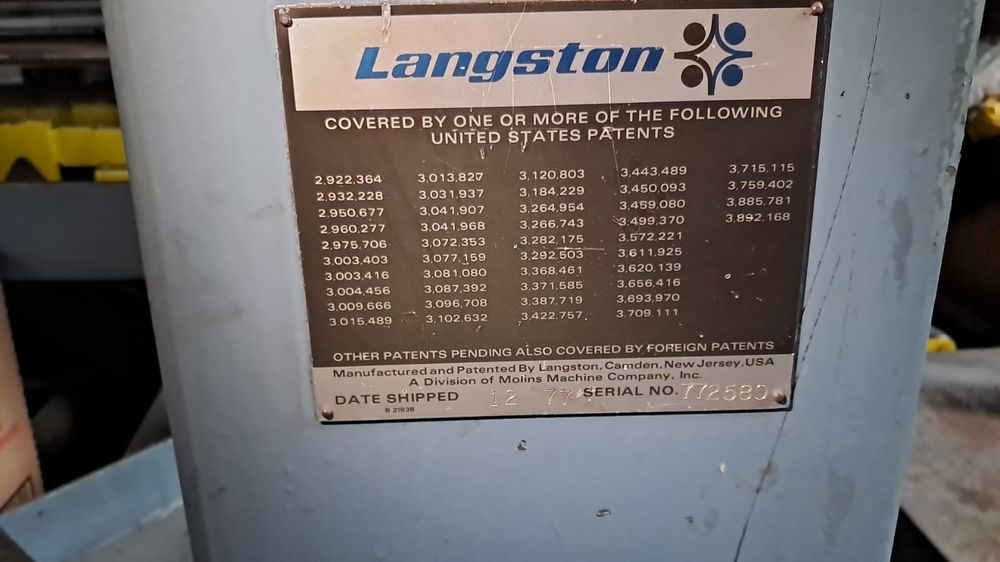 Langston
COVERED BY ONE OR MORE OF THE FOLLOWING
UNITED STATES PATENTS
2,922,364 3,013,827 3,120,803 3,443,489 3,715,115
2,932,228 3,031,937 3,184,229 3,450,093 3,759,402
2,950,677 3,041,907 3,264,954 3,459,080 3,885,781
2,960,277 3,041,968 3,266,743 3,499,370 3,892,168
2,975,706 3,072,353 3,282,175 3,572,221
3,003,403 3,077,159 3,292,503 3,611,925
3,003,416 3,081,080 3,368,461 3,620,139
3,004,456 3,087,392 3,371,585 3,656,416
3,009,666 3,096,708 3,387,719 3,693,970
3,015,489 3,102,632 3,422,757 3,709,111
OTHER PATENTS PENDING ALSO COVERED BY FOREIGN PATENTS
Manufactured and Patented By Langston, Camden, New Jersey, USA
A Division of Molins Machine Company, Inc.
DATE SHIPPED 12 77 SERIAL NO. 772580
B 21938